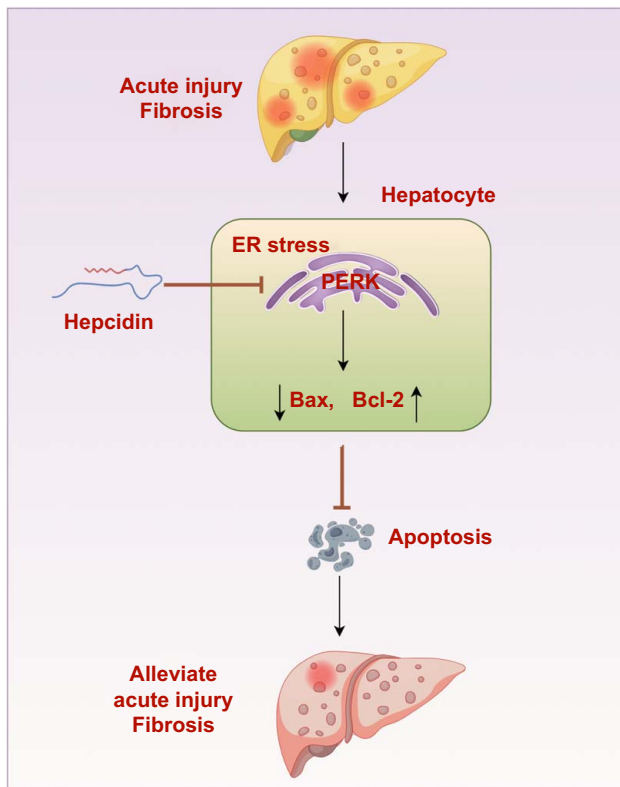 Acute injury
Fibrosis
Hepatocyte
ER stress
PERK
Hepcidin
Bax, Bcl-2
Apoptosis
Alleviate
acute injury
Fibrosis